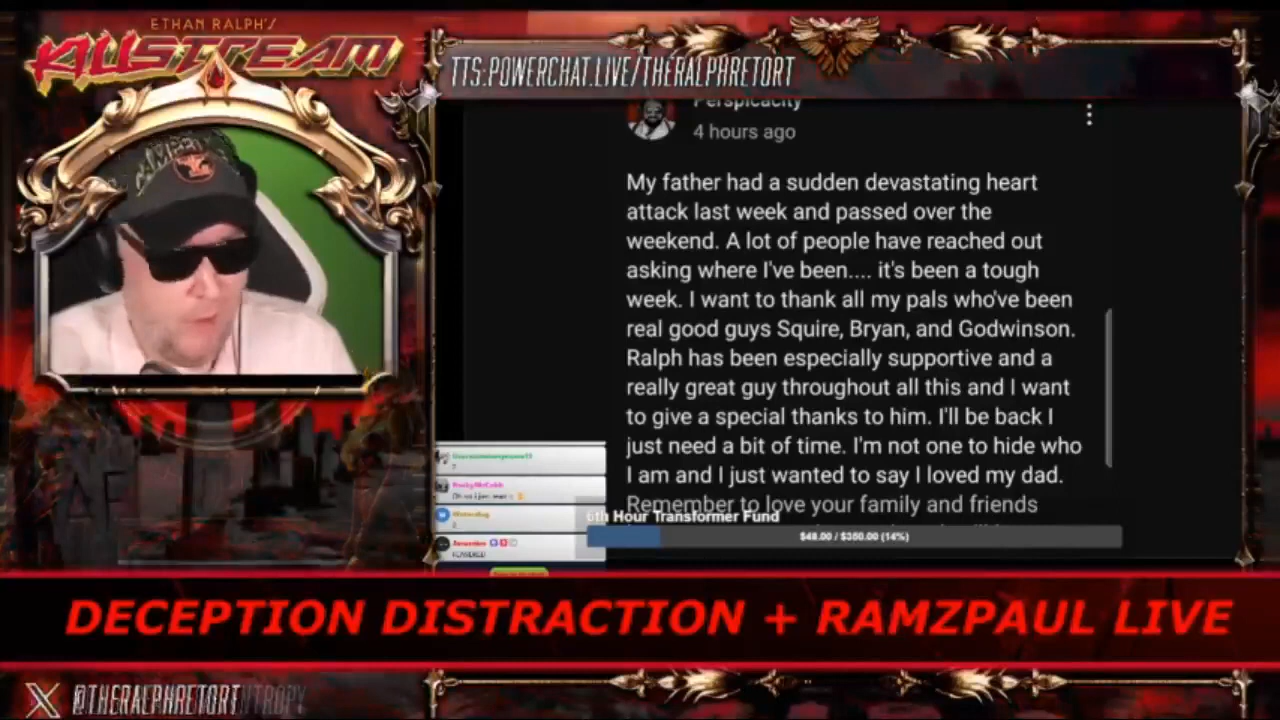 ETHAN RALPH'S
KILLSTREAM
TTS:POWERCHAT.LIVE/THERALPHRETORT
Perspicacity
4 hours ago
My father had a sudden devastating heart
attack last week and passed over the
weekend. A lot of people have reached out
asking where I've been.... it's been a tough
week. I want to thank all my pals who've been
real good guys Squire, Bryan, and Godwinson.
Ralph has been especially supportive and a
really great guy throughout all this and I want
to give a special thanks to him. I'll be back I
just need a bit of time. I'm not one to hide who
I am and I just wanted to say I loved my dad.
Remember to love your family and friends
6th Hour Transformer Fund
$48.00 / $350.00 (14%)
DECEPTION DISTRACTION + RAMZPAUL LIVE
@THERALPHRETORT